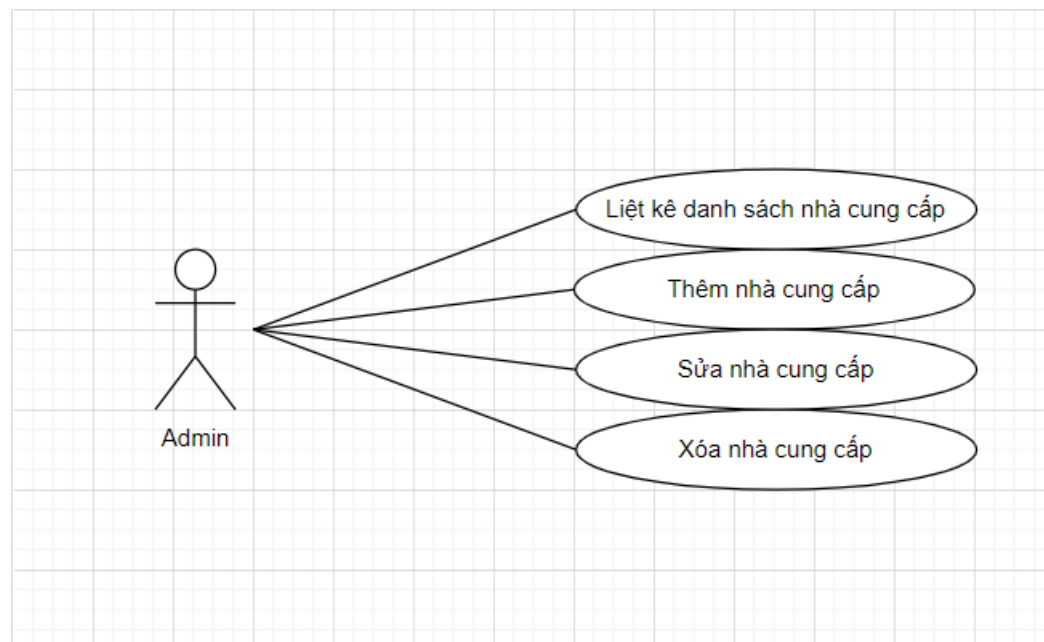 Liệt kê danh sách nhà cung cấp
Thêm nhà cung cấp
Sửa nhà cung cấp
Xóa nhà cung cấp
Admin